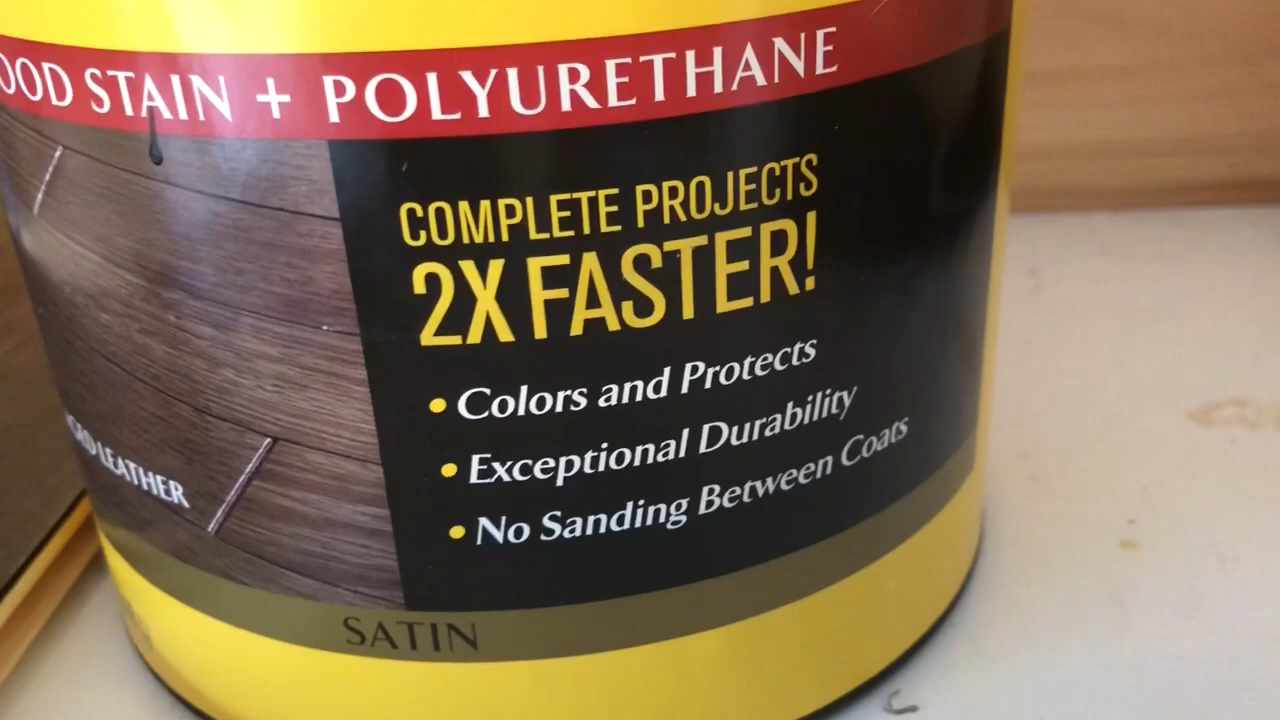 OOD STAIN + POLYURETHANE
COMPLETE PROJECTS
2X FASTER!
• Colors and Protects
• Exceptional Durability
• No Sanding Between Coats
LEATHER
SATIN